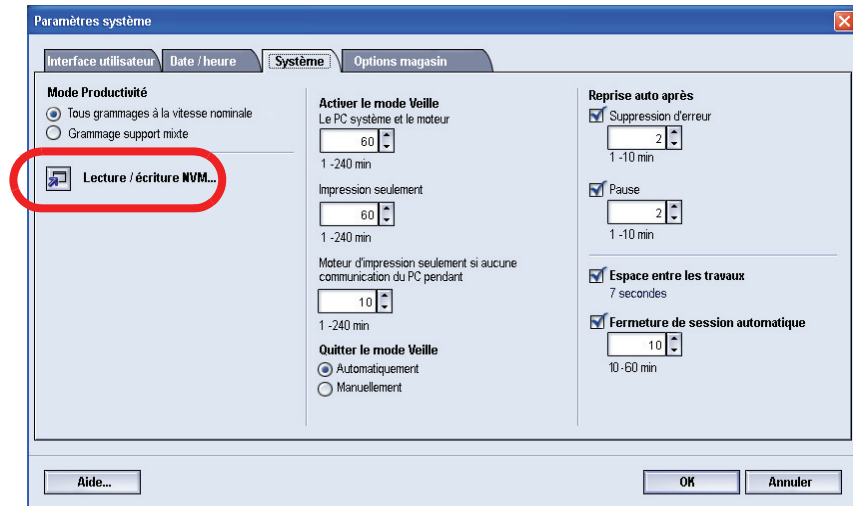 Paramètres système
Interface utilisateur
Date / heure
Système
Options magasin
Mode Productivité
Tous grammages à la vitesse nominale
Grammage support mixte
Lecture / écriture NVM...
Activer le mode Veille
Le PC système et le moteur
60
1 -240 min
Impression seulement
60
1 -240 min
Moteur d'impression seulement si aucune
communication du PC pendant
10
1 -240 min
Quitter le mode Veille
Automatiquement
Manuellement
Reprise auto après
Suppression d'erreur
2
1 -10 min
Pause
2
1 -10 min
Espace entre les travaux
7 secondes
Fermeture de session automatique
10
10-60 min
Aide...
OK
Annuler